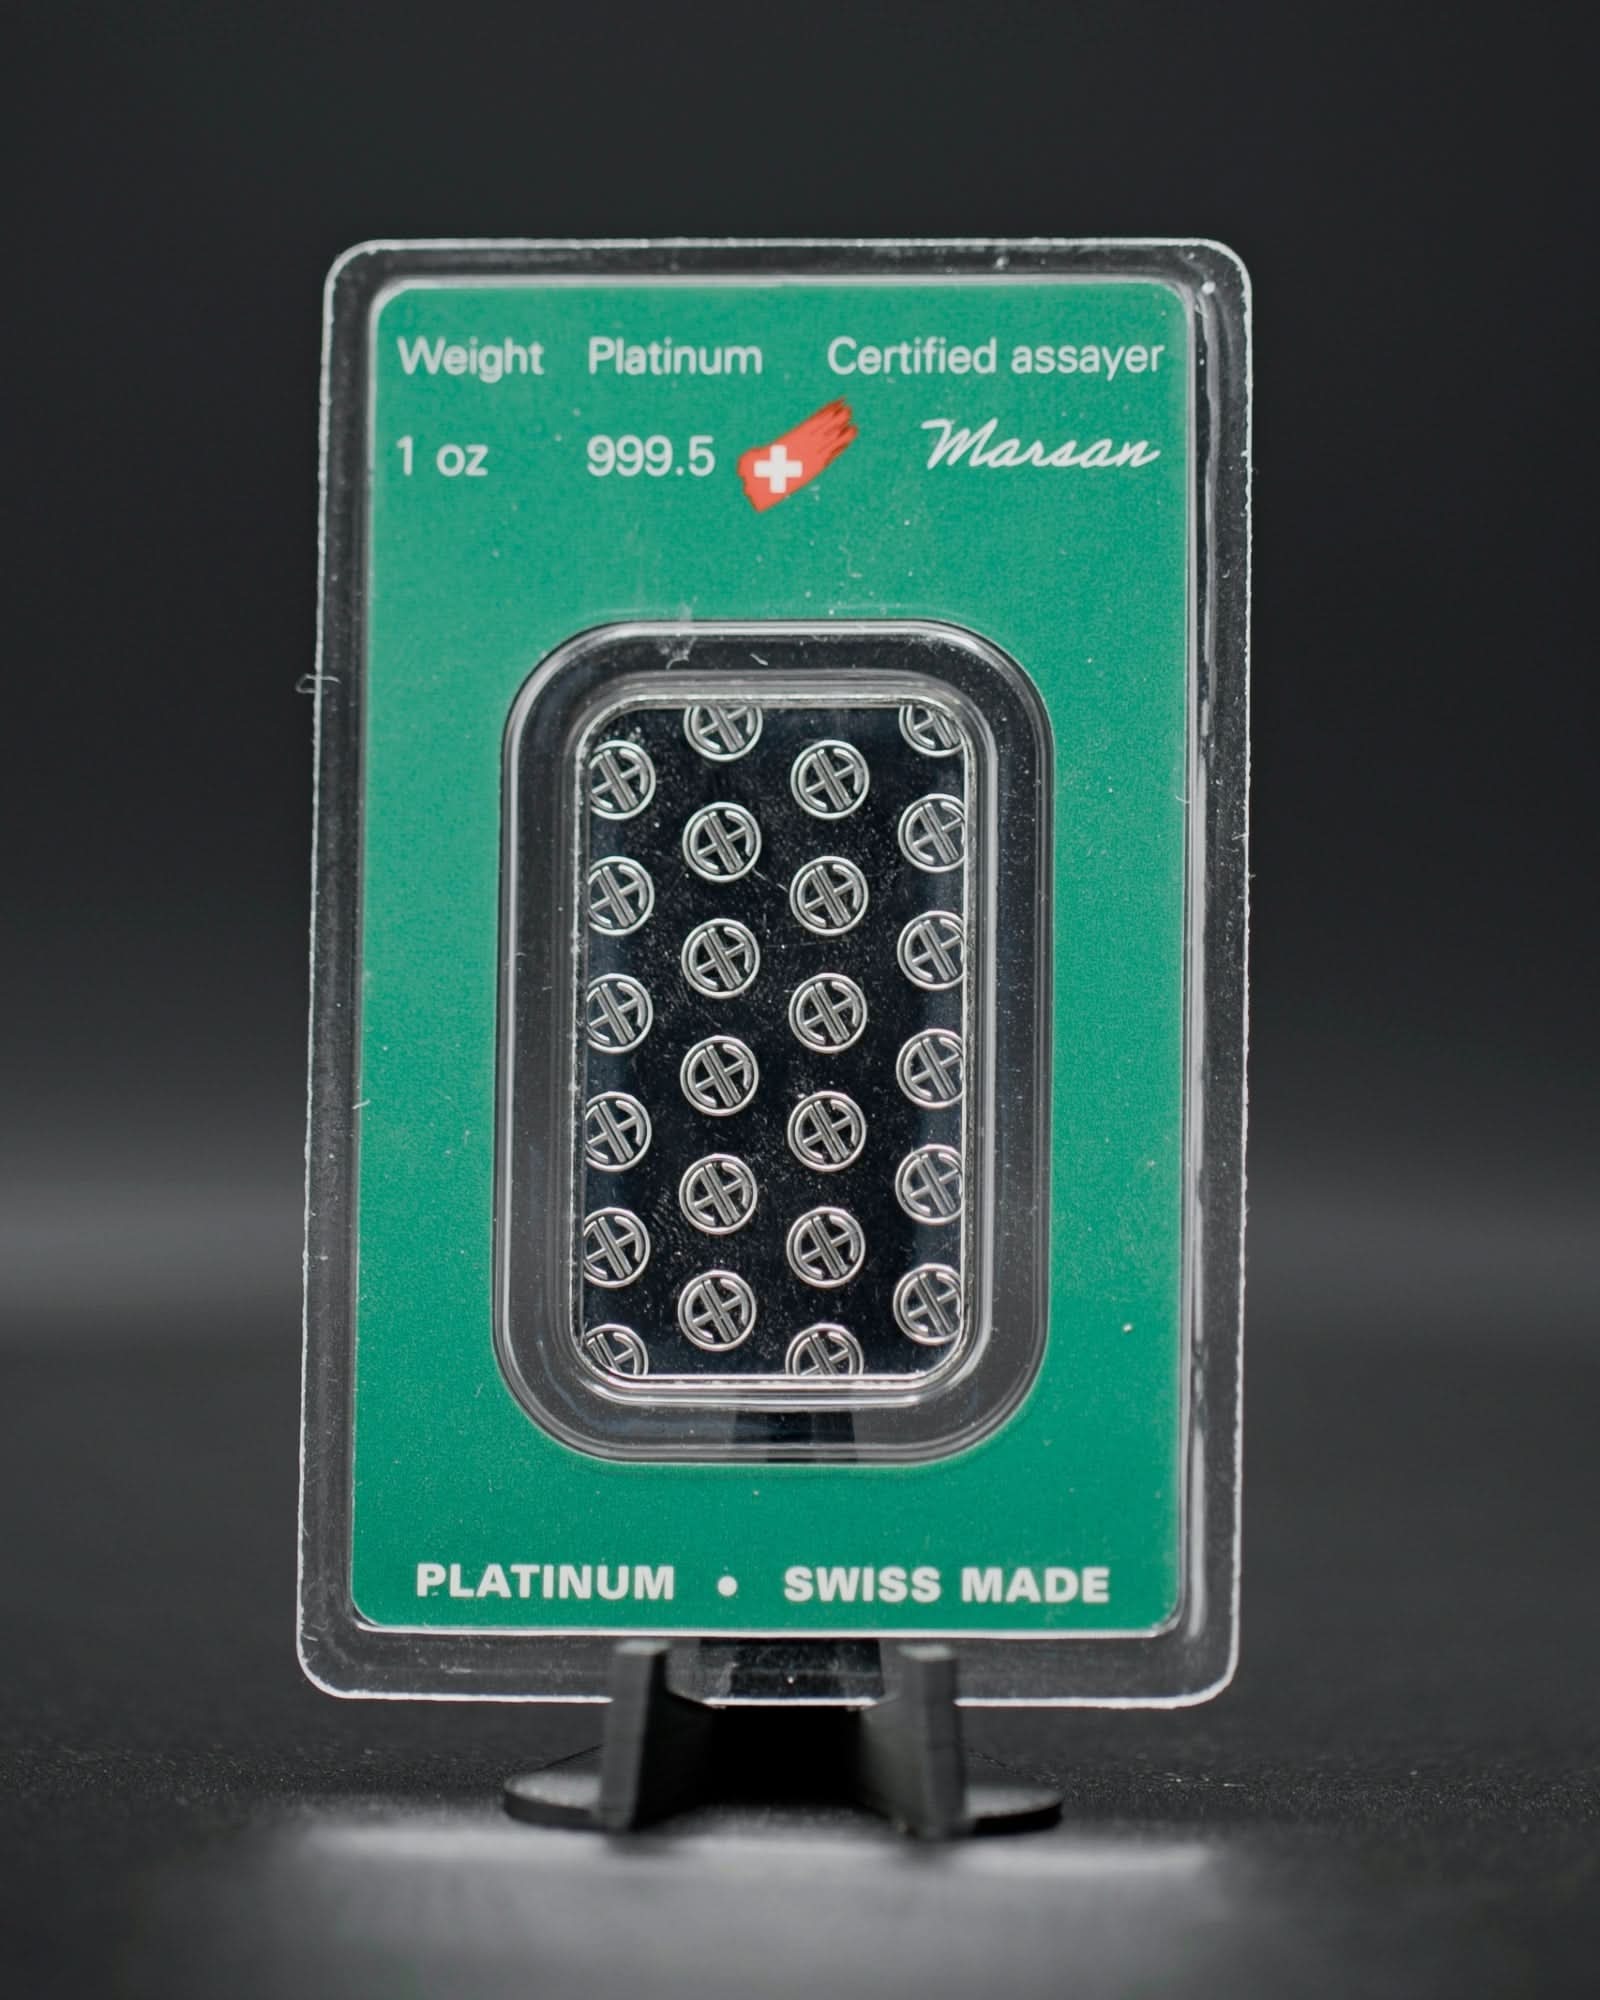 Weight Platinum Certified assayer
1 oz 999.5 Marsan
PLATINUM • SWISS MADE